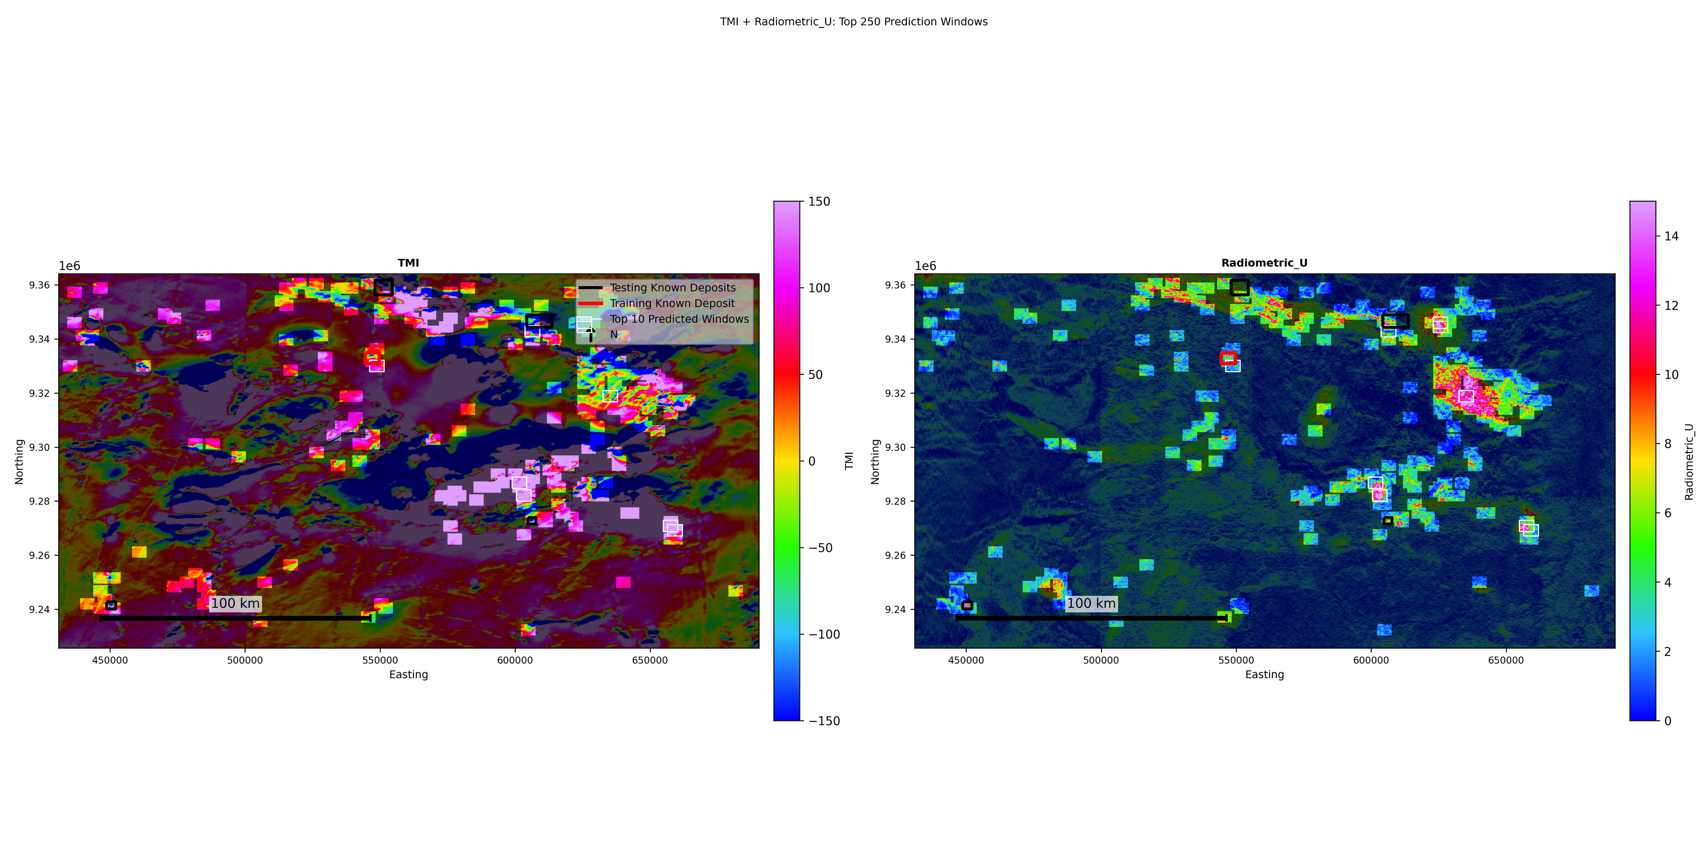 TMI + Radiometric_U: Top 250 Prediction Windows
TMI
1e6
9.36
9.34
9.32
9.30
9.28
9.26
9.24
Northing
450000
500000
550000
600000
650000
Easting
Testing Known Deposits
Training Known Deposit
Top 10 Predicted Windows
N
100 km
150
100
50
0
−50
−100
−150
TMI
Radiometric_U
1e6
9.36
9.34
9.32
9.30
9.28
9.26
9.24
Northing
450000
500000
550000
600000
650000
Easting
100 km
14
12
10
8
6
4
2
0
Radiometric_U